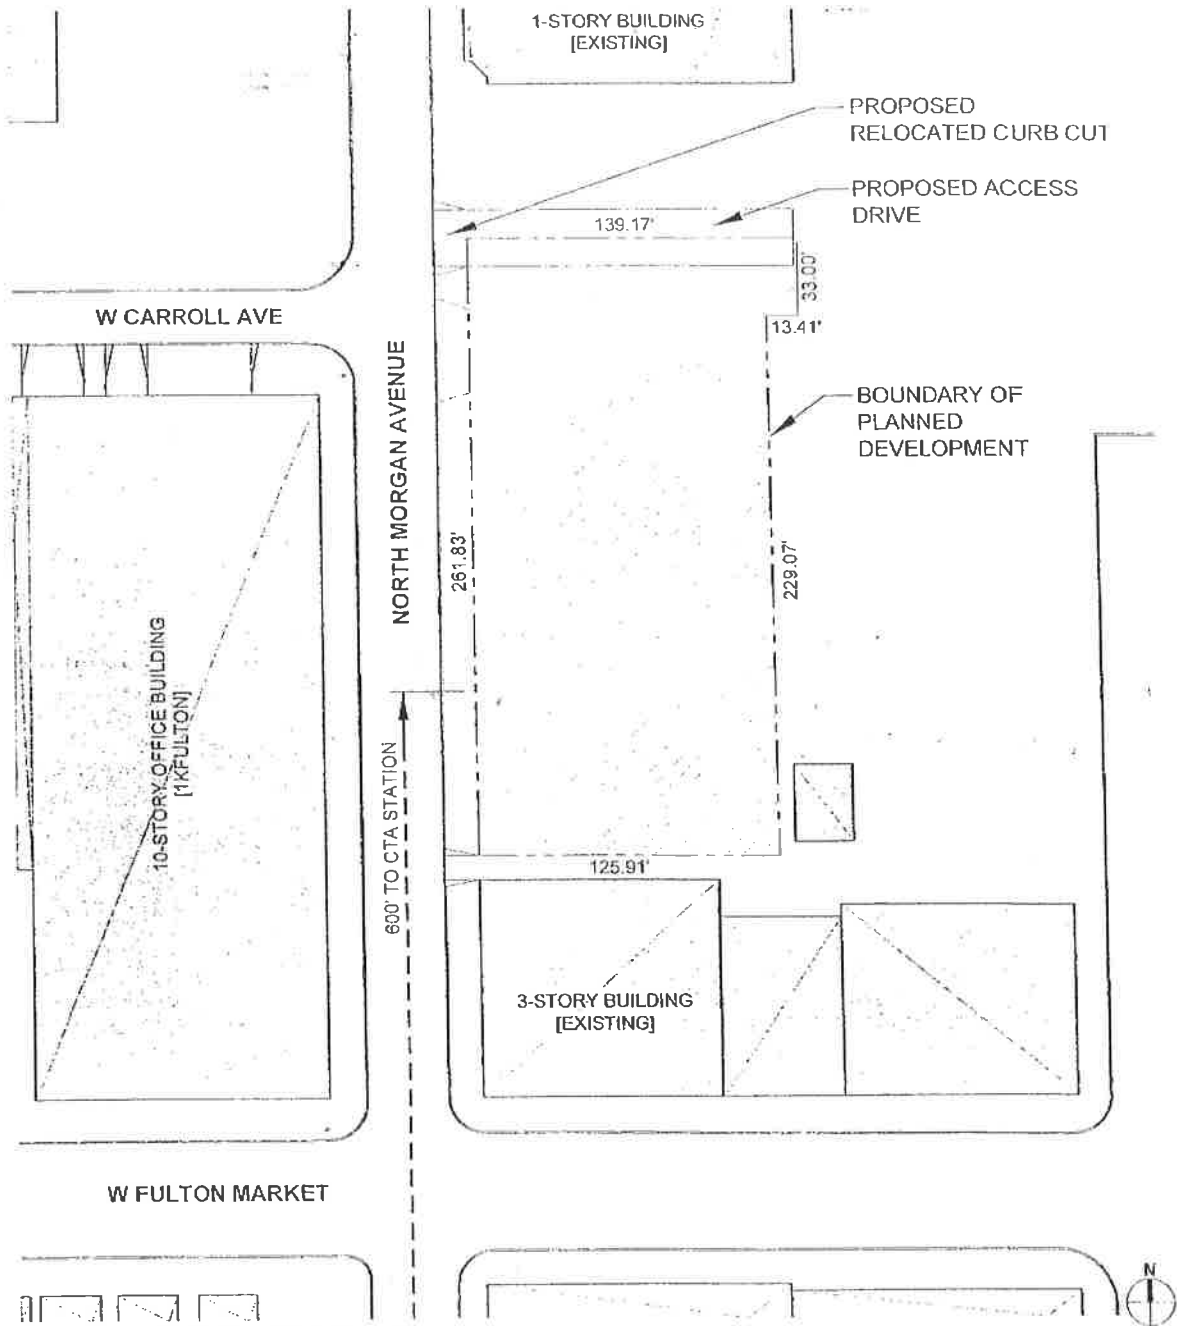 1-STORY BUILDING
[EXISTING]
PROPOSED
RELOCATED CURB CUT
PROPOSED ACCESS
DRIVE
139.17'
33.00'
W CARROLL AVE
13.41'
NORTH MORGAN AVENUE
BOUNDARY OF
PLANNED
DEVELOPMENT
261.83'
229.07'
10-STORY OFFICE BUILDING
[1KFULTON]
600' TO CTA STATION
125.91'
3-STORY BUILDING
[EXISTING]
W FULTON MARKET
N